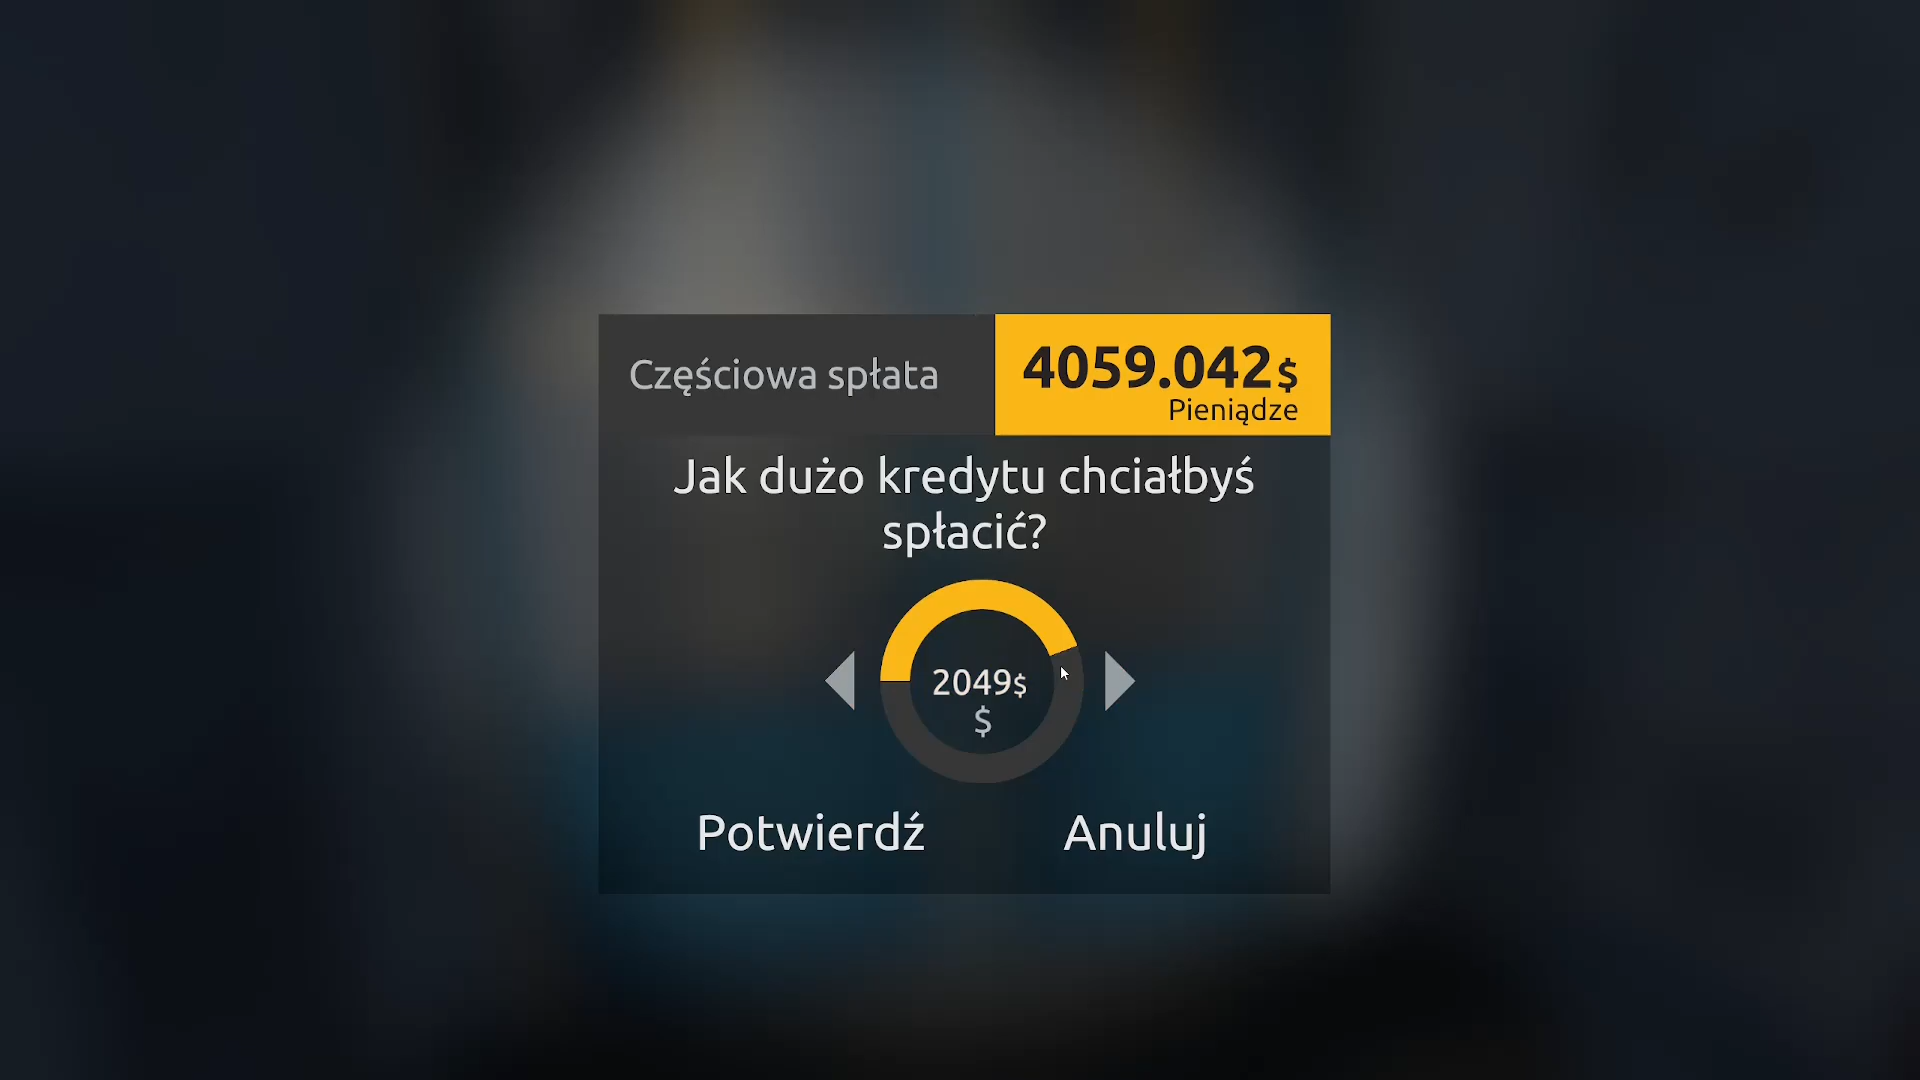 Częściowa spłata
4059.042$
Pieniądze
Jak dużo kredytu chciałbyś
spłacić?
2049$
$
Potwierdź
Anuluj